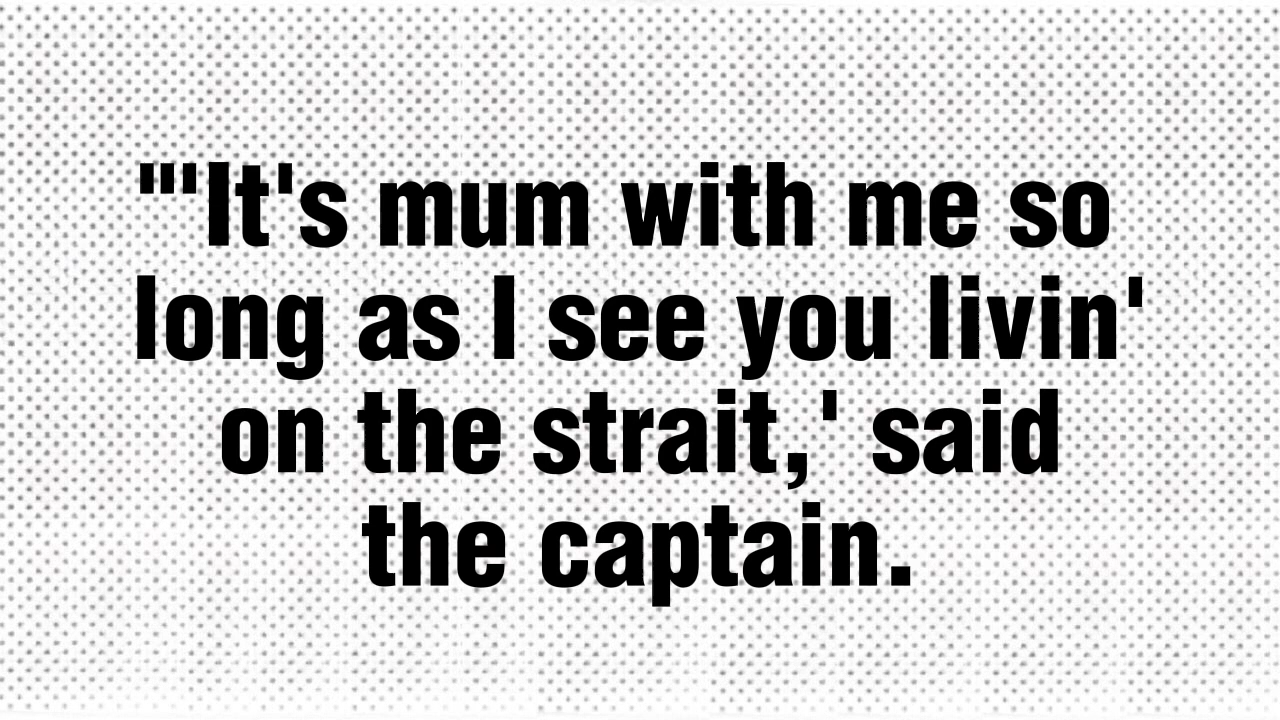 "'It's mum with me so
long as I see you livin'
on the strait,' said
the captain.